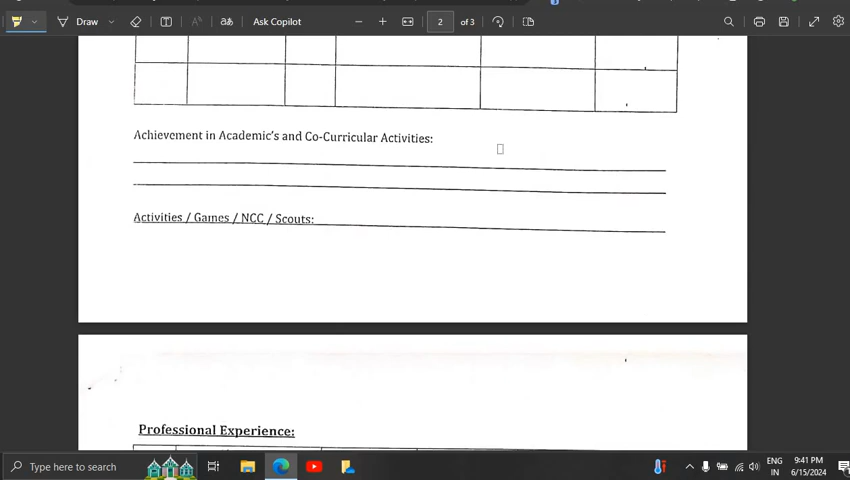 Draw
Ask Copilot
2 of 3
Achievement in Academic's and Co-Curricular Activities:
Activities / Games / NCC / Scouts:
Professional Experience:
Type here to search
ENG
IN
9:41 PM
6/15/2024